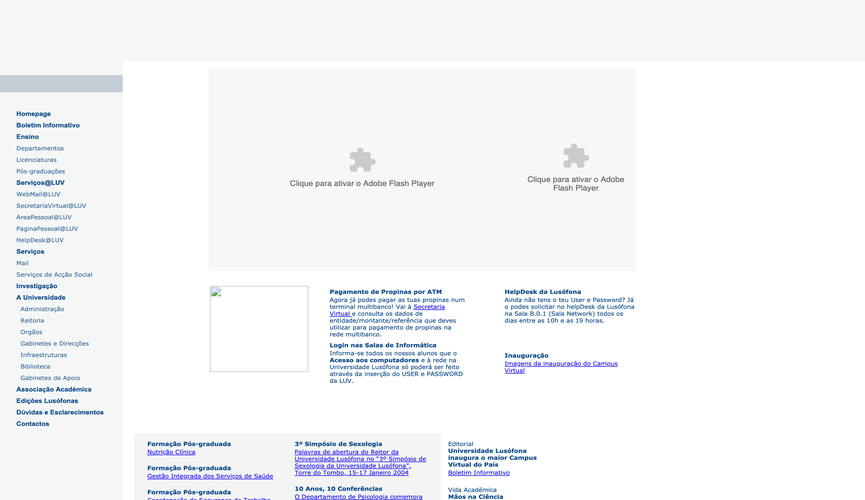 Homepage
Boletim Informativo
Ensino
Departamentos
Licenciaturas
Pós-graduações
Serviços@LUV
WebMail@LUV
SecretariaVirtual@LUV
AreaPessoal@LUV
PaginaPessoal@LUV
HelpDesk@LUV
Serviços
Mail
Serviços de Acção Social
Investigação
A Universidade
Administração
Reitoria
Orgãos
Gabinetes e Direcções
Infraestruturas
Biblioteca
Gabinetes de Apoio
Associação Académica
Edições Lusófonas
Dúvidas e Esclarecimentos
Contactos
Clique para ativar o Adobe Flash Player
Clique para ativar o Adobe
Flash Player
Pagamento de Propinas por ATM
Agora já podes pagar as tuas propinas num
terminal multibanco! Vai à Secretaria
Virtual e consulta os dados de
entidade/montante/referência que deves
utilizar para pagamento de propinas na
rede multibanco.
Login nas Salas de Informática
Informa-se todos os nossos alunos que o
Acesso aos computadores e à rede na
Universidade Lusófona só poderá ser feito
através da inserção do USER e PASSWORD
da LUV.
HelpDesk da Lusófona
Ainda não tens o teu User e Password? Já
o podes solicitar no helpDesk da Lusófona
na Sala B.0.1 (Sala Network) todos os
dias entre as 10h e as 19 horas.
Inauguração
Imagens da inauguração do Campus
Virtual
Formação Pós-graduada
Nutrição Clínica
Formação Pós-graduada
Gestão Integrada dos Serviços de Saúde
Formação Pós-graduada
3º Simpósio de Sexologia
Palavras de abertura do Reitor da
Universidade Lusófona no "3º Simpósio de
Sexologia da Universidade Lusófona",
Torre do Tombo, 15-17 Janeiro 2004
10 Anos, 10 Conferências
O Departamento de Psicologia comemora
Editorial
Universidade Lusófona
inaugura o maior Campus
Virtual do País
Boletim Informativo
Vida Académica
Mãos na Ciência